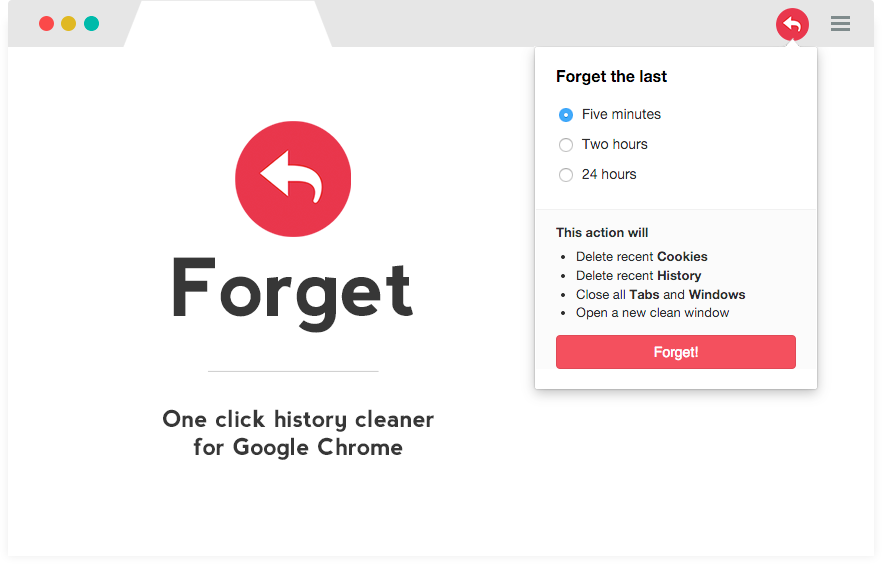 Forget
One click history cleaner
for Google Chrome
Forget the last
Five minutes
Two hours
24 hours
This action will
Delete recent Cookies
Delete recent History
Close all Tabs and Windows
Open a new clean window
Forget!